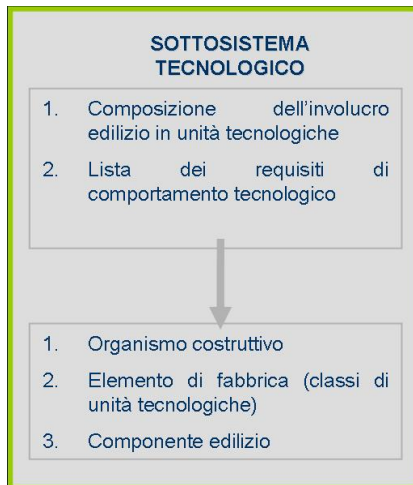 SOTTOSISTEMA
TECNOLOGICO
1. Composizione dell'involucro
edilizio in unità tecnologiche
2. Lista dei requisiti di
comportamento tecnologico
1. Organismo costruttivo
2. Elemento di fabbrica (classi di
unità tecnologiche)
3. Componente edilizio